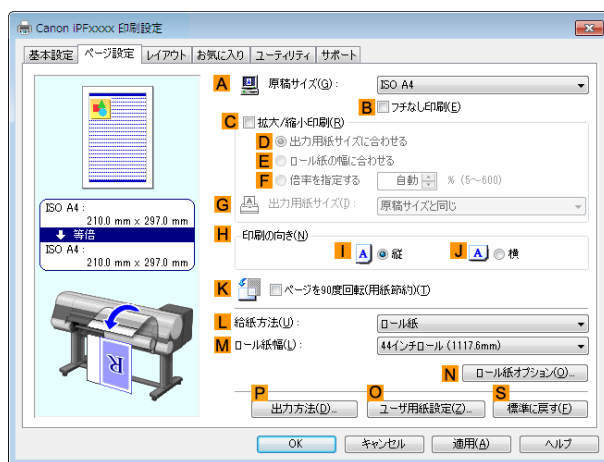 Canon iPFxxxx 印刷設定
基本設定 ページ設定 レイアウト お気に入り ユーティリティ サポート
A 原稿サイズ(G): ISO A4
B フチなし印刷(E)
C 拡大/縮小印刷(R)
D 出力用紙サイズに合わせる
E ロール紙の幅に合わせる
F 倍率を指定する 自動 % (5～600)
G A 出力用紙サイズ(I): 原稿サイズと同じ
ISO A4 :
210.0 mm x 297.0 mm
等倍
ISO A4 :
210.0 mm x 297.0 mm
H 印刷の向き(N)
I A 縦 J A 横
K ページを90度回転(用紙節約)(T)
L 給紙方法(U): ロール紙
M ロール紙幅(L): 44インチロール (1117.6mm)
R
N ロール紙オプション(O)...
P O S
出力方法(D)... ユーザ用紙設定(Z)... 標準に戻す(F)
OK キャンセル 適用(A) ヘルプ